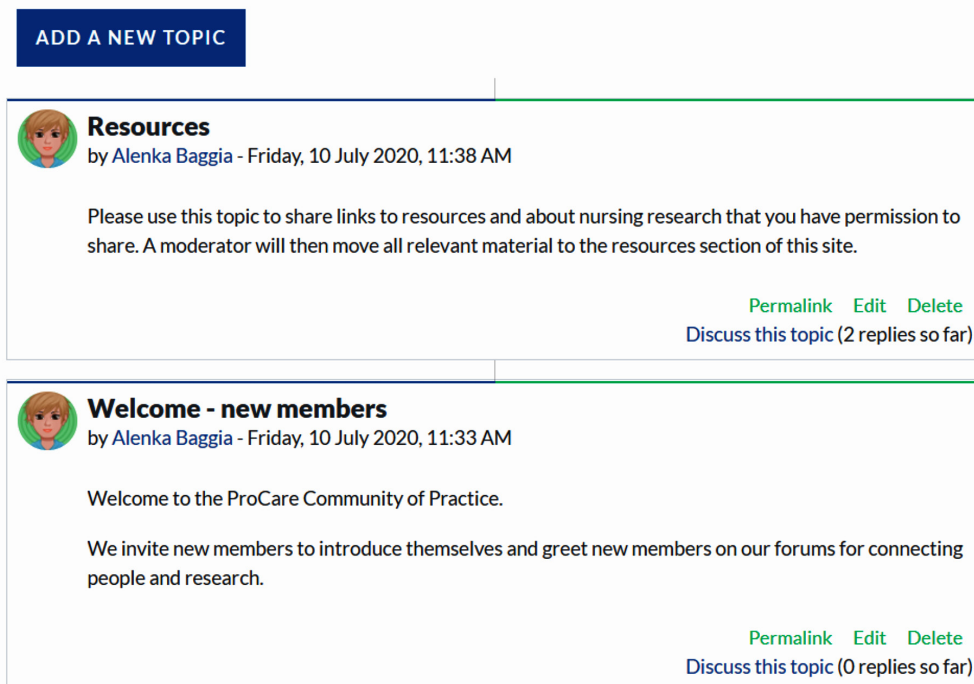 ADD A NEW TOPIC
Resources
by Alenka Baggia - Friday, 10 July 2020, 11:38 AM
Please use this topic to share links to resources and about nursing research that you have permission to
share. A moderator will then move all relevant material to the resources section of this site.
Permalink Edit Delete
Discuss this topic (2 replies so far)
Welcome - new members
by Alenka Baggia - Friday, 10 July 2020, 11:33 AM
Welcome to the ProCare Community of Practice.
We invite new members to introduce themselves and greet new members on our forums for connecting
people and research.
Permalink Edit Delete
Discuss this topic (0 replies so far)